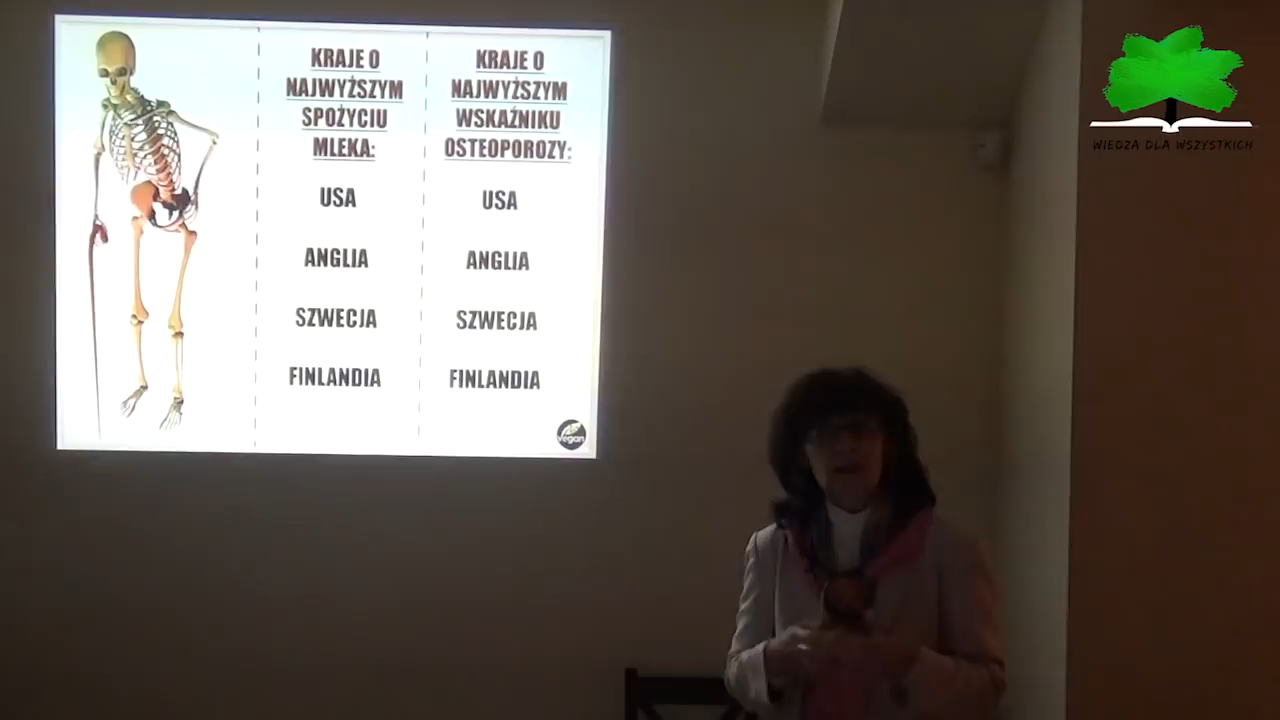 KRAJE O
NAJWYŻSZYM
SPOŻYCIU
MLEKA:
USA
ANGLIA
SZWECJA
FINLANDIA
KRAJE O
NAJWYŻSZYM
WSKAŹNIKU
OSTEOPOROZY:
USA
ANGLIA
SZWECJA
FINLANDIA
vegan
WIEDZA DLA WSZYSTKICH